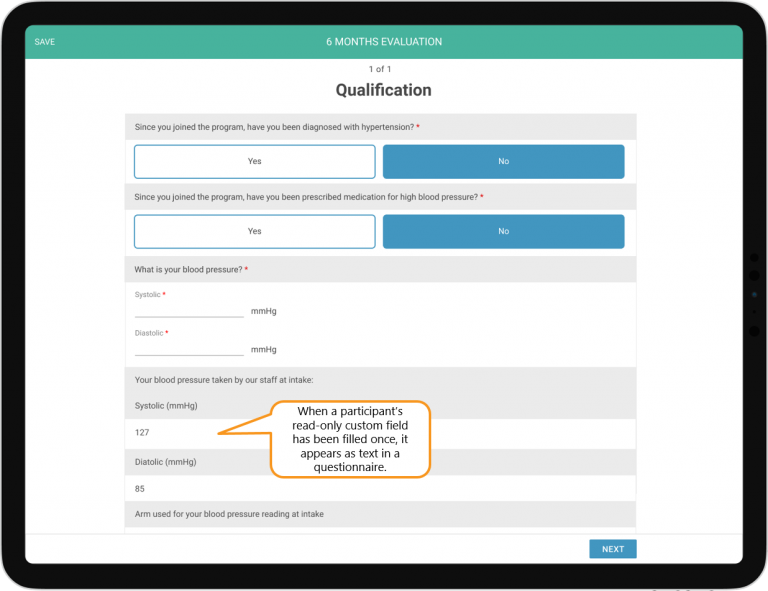 SAVE
6 MONTHS EVALUATION
1 of 1
Qualification
Since you joined the program, have you been diagnosed with hypertension? *
Yes
No
Since you joined the program, have you been prescribed medication for high blood pressure? *
Yes
No
What is your blood pressure? *
Systolic *
mmHg
Diastolic *
mmHg
Your blood pressure taken by our staff at intake:
Systolic (mmHg)
127
When a participant's
read-only custom field
has been filled once, it
appears as text in a
questionnaire.
Diatolic (mmHg)
85
Arm used for your blood pressure reading at intake
NEXT